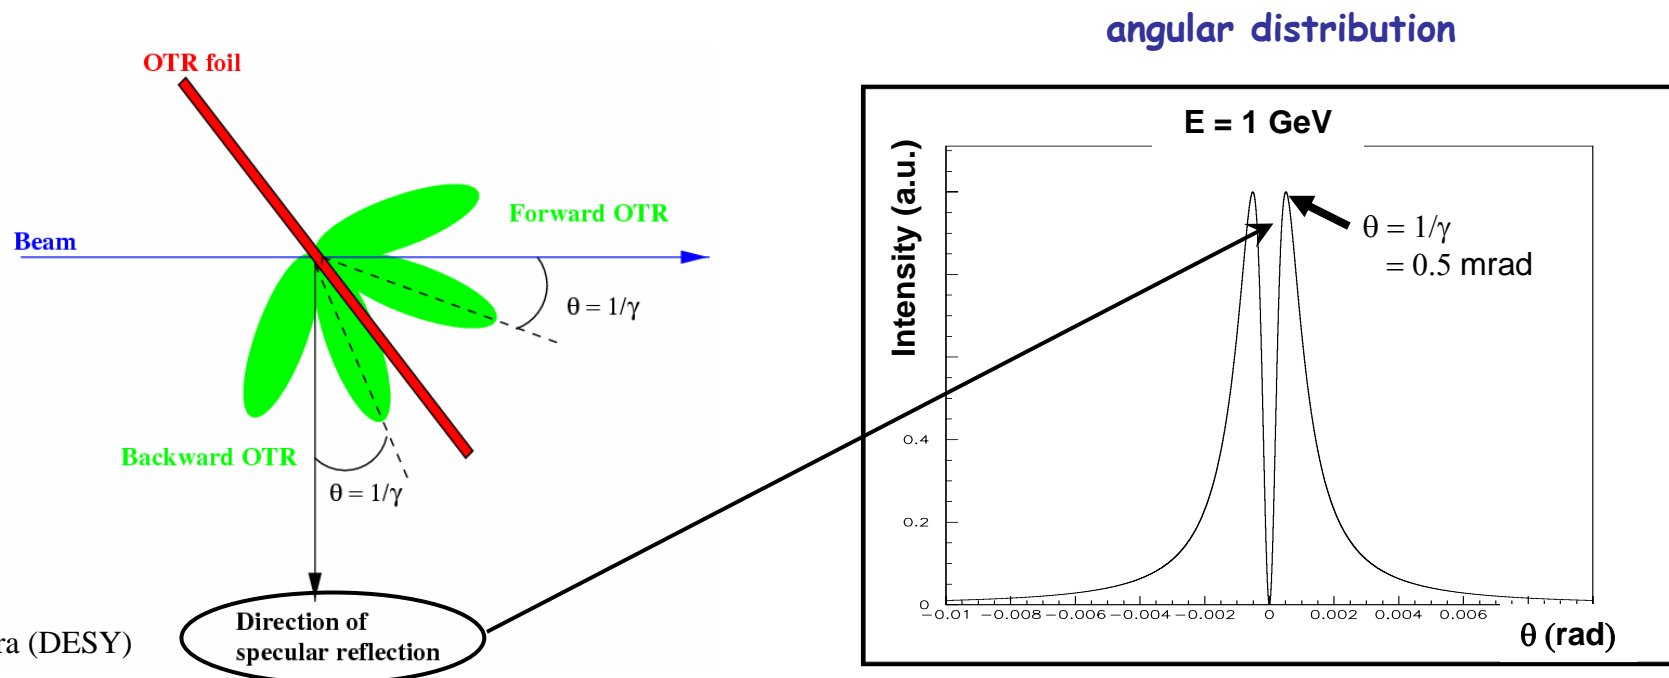 angular distribution
OTR foil
Forward OTR
Beam
θ = 1/γ
Backward OTR
θ = 1/γ
Direction of
specular reflection
ra (DESY)
E = 1 GeV
Intensity (a.u.)
θ = 1/γ
= 0.5 mrad
0.4
0.2
0
−0.01 −0.008 −0.006 −0.004 −0.002 0 0.002 0.004 0.006
θ (rad)